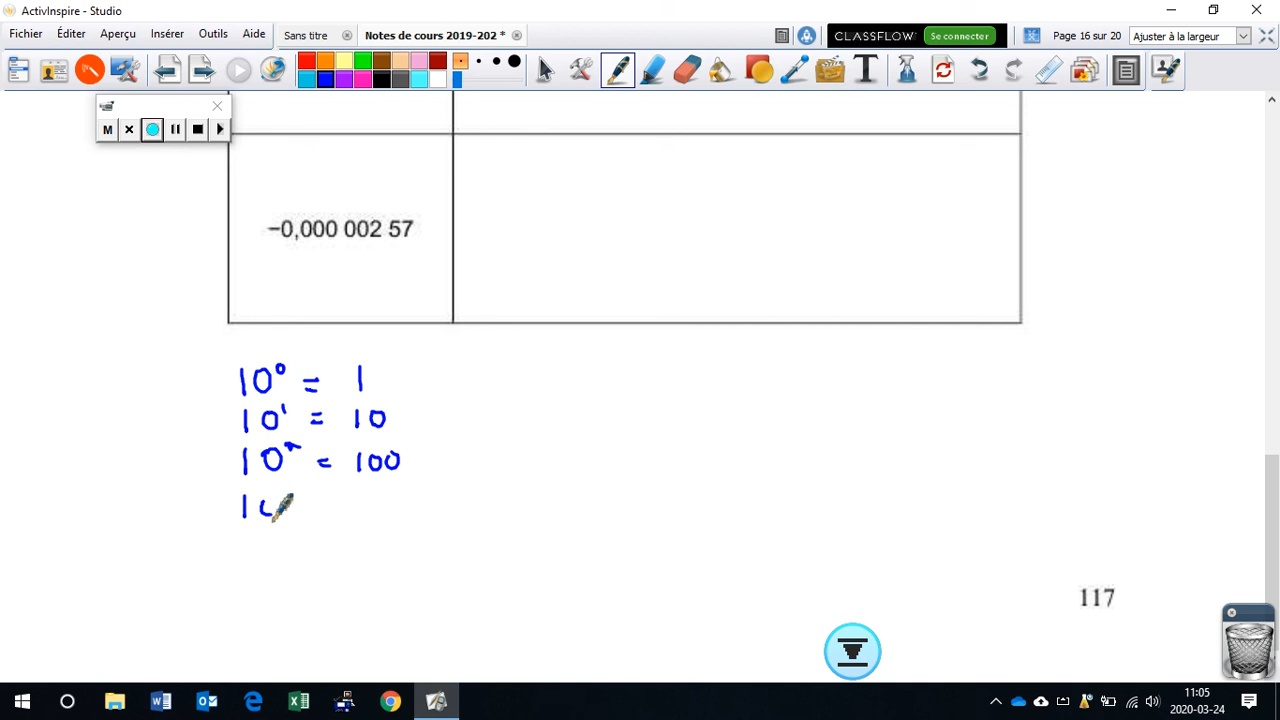 ActivInspire - Studio
Fichier Éditer Aperçu Insérer Outils Aide
Sans titre
Notes de cours 2019-202 *
CLASSFLOW Se connecter
Page 16 sur 20
Ajuster à la largeur
M
−0,000 002 57
10⁰ = 1
10¹ = 10
10² = 100
10
117
11:05
2020-03-24